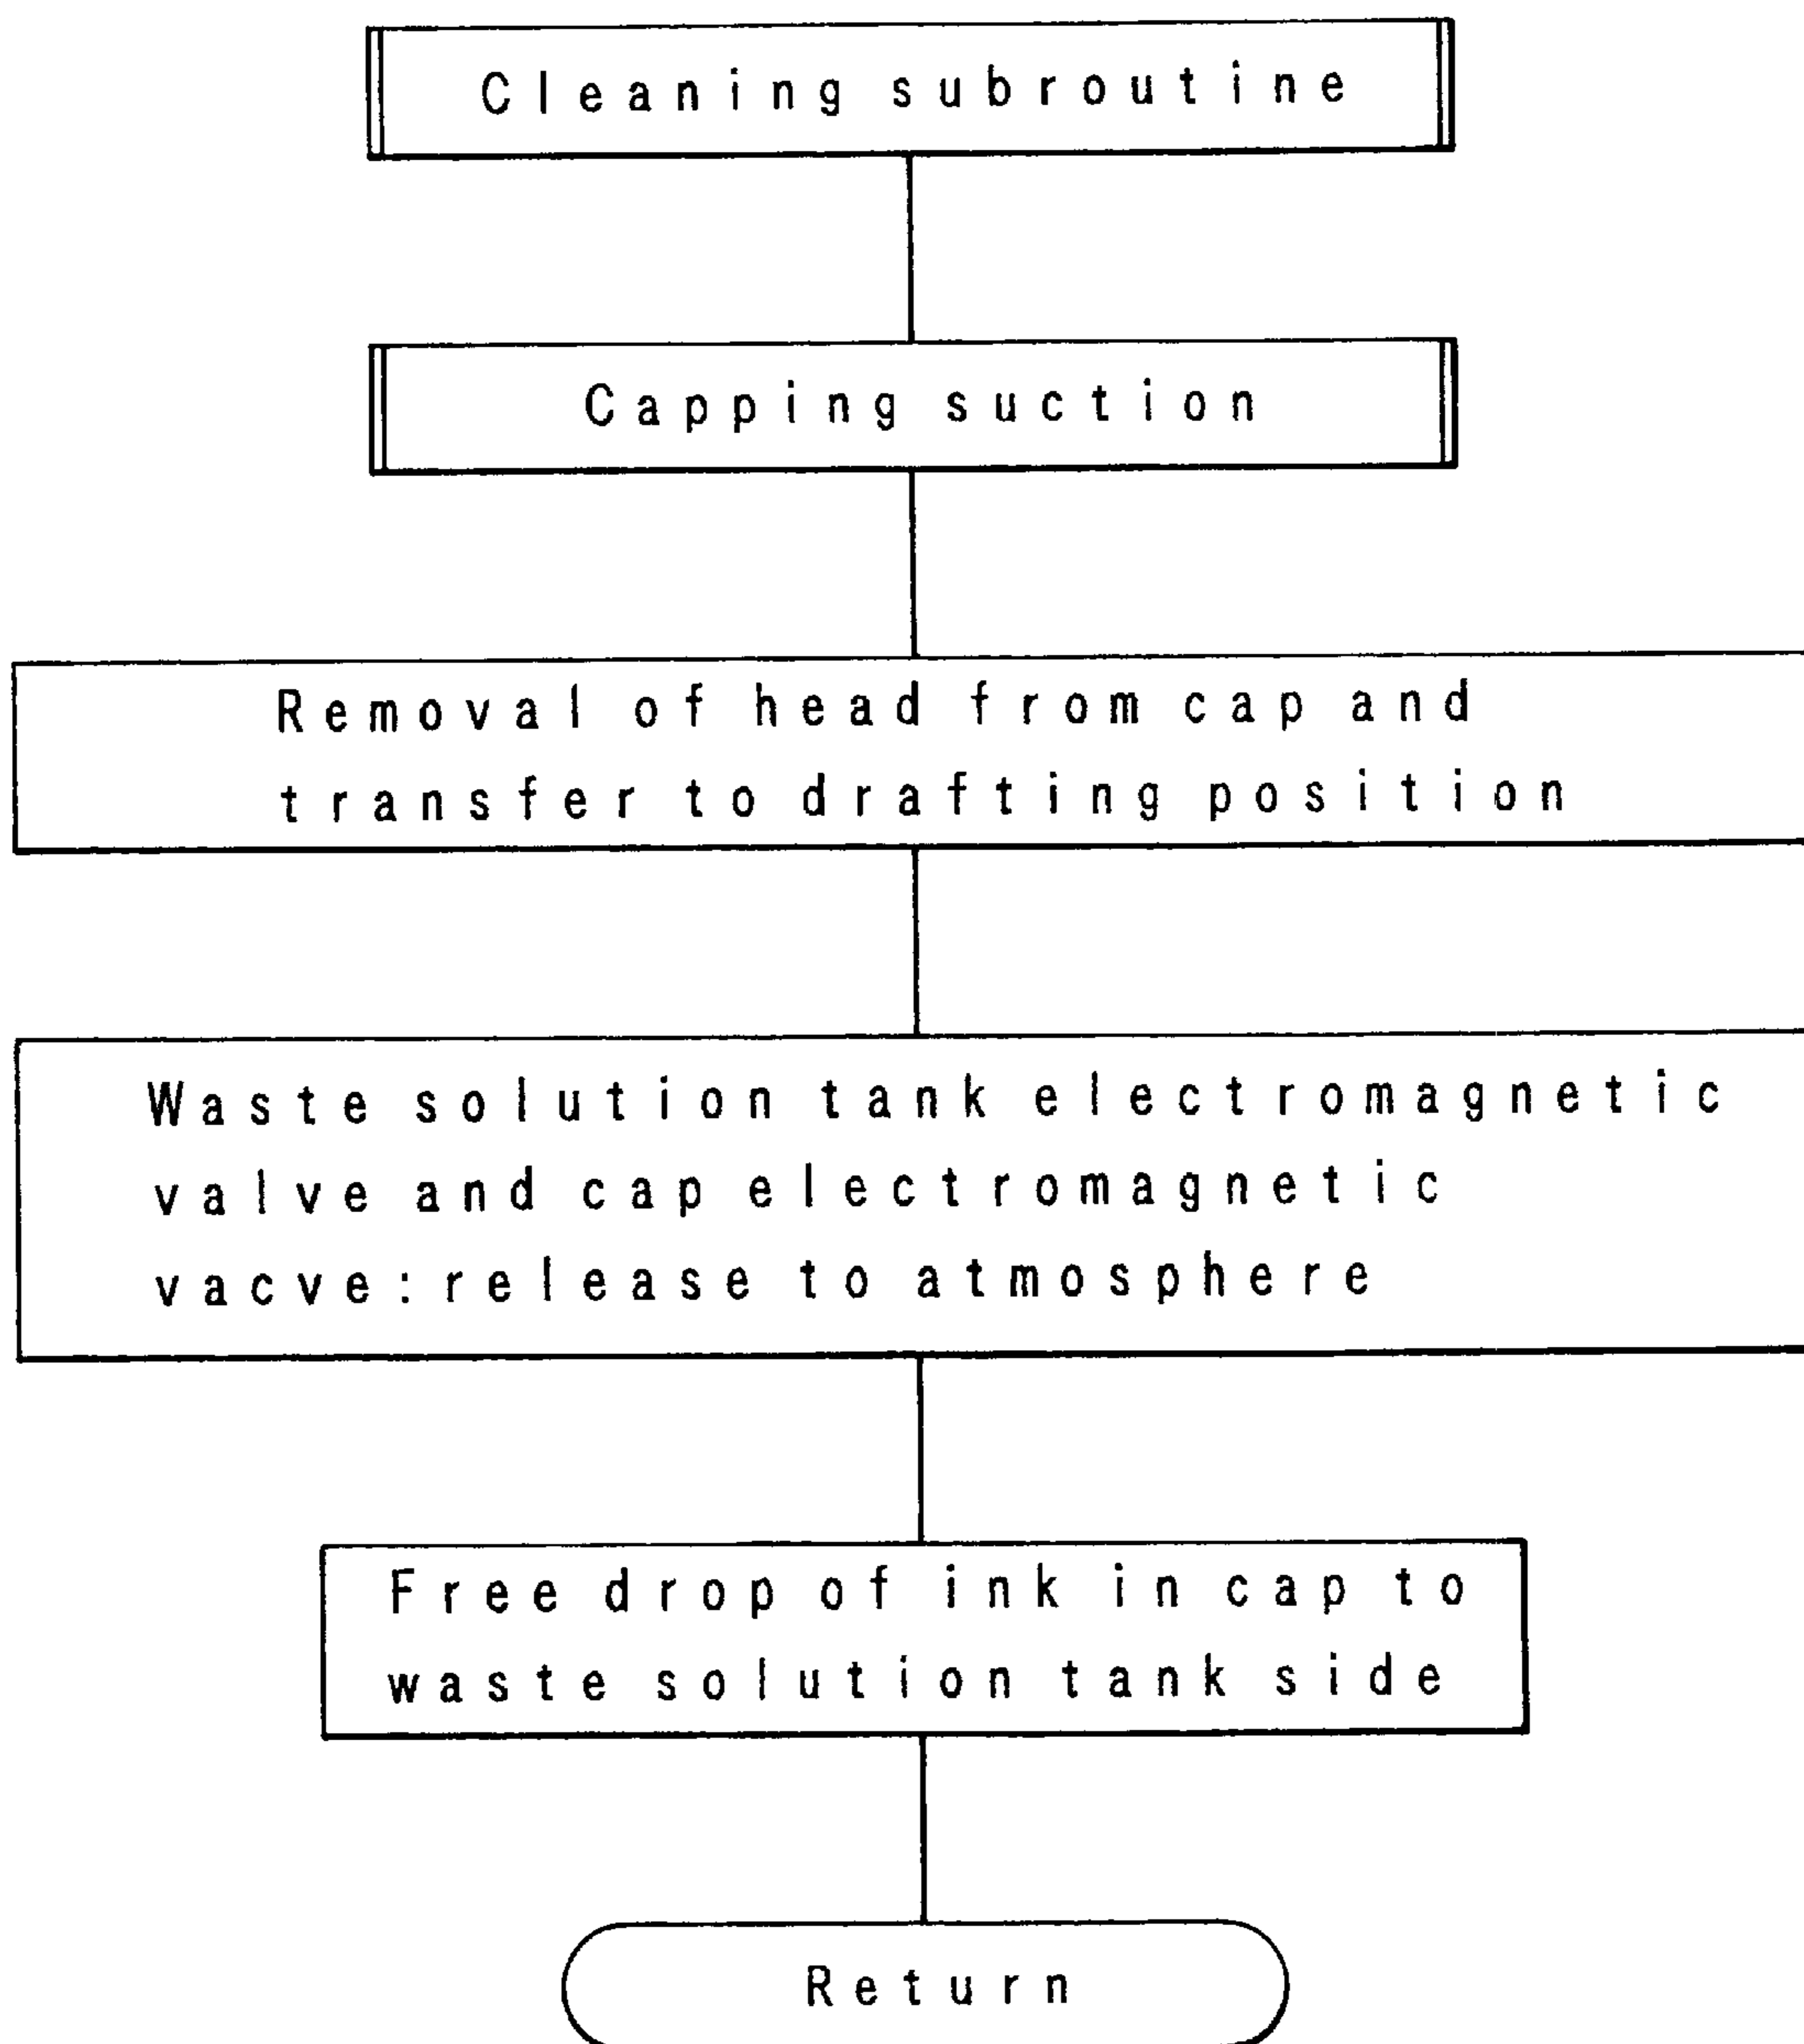 Cleaning subroutine
Capping suction
Removal of head from cap and
transfer to drafting position
Waste solution tank electromagnetic
valve and cap electromagnetic
vacve:release to atmosphere
Free drop of ink in cap to
waste solution tank side
Return